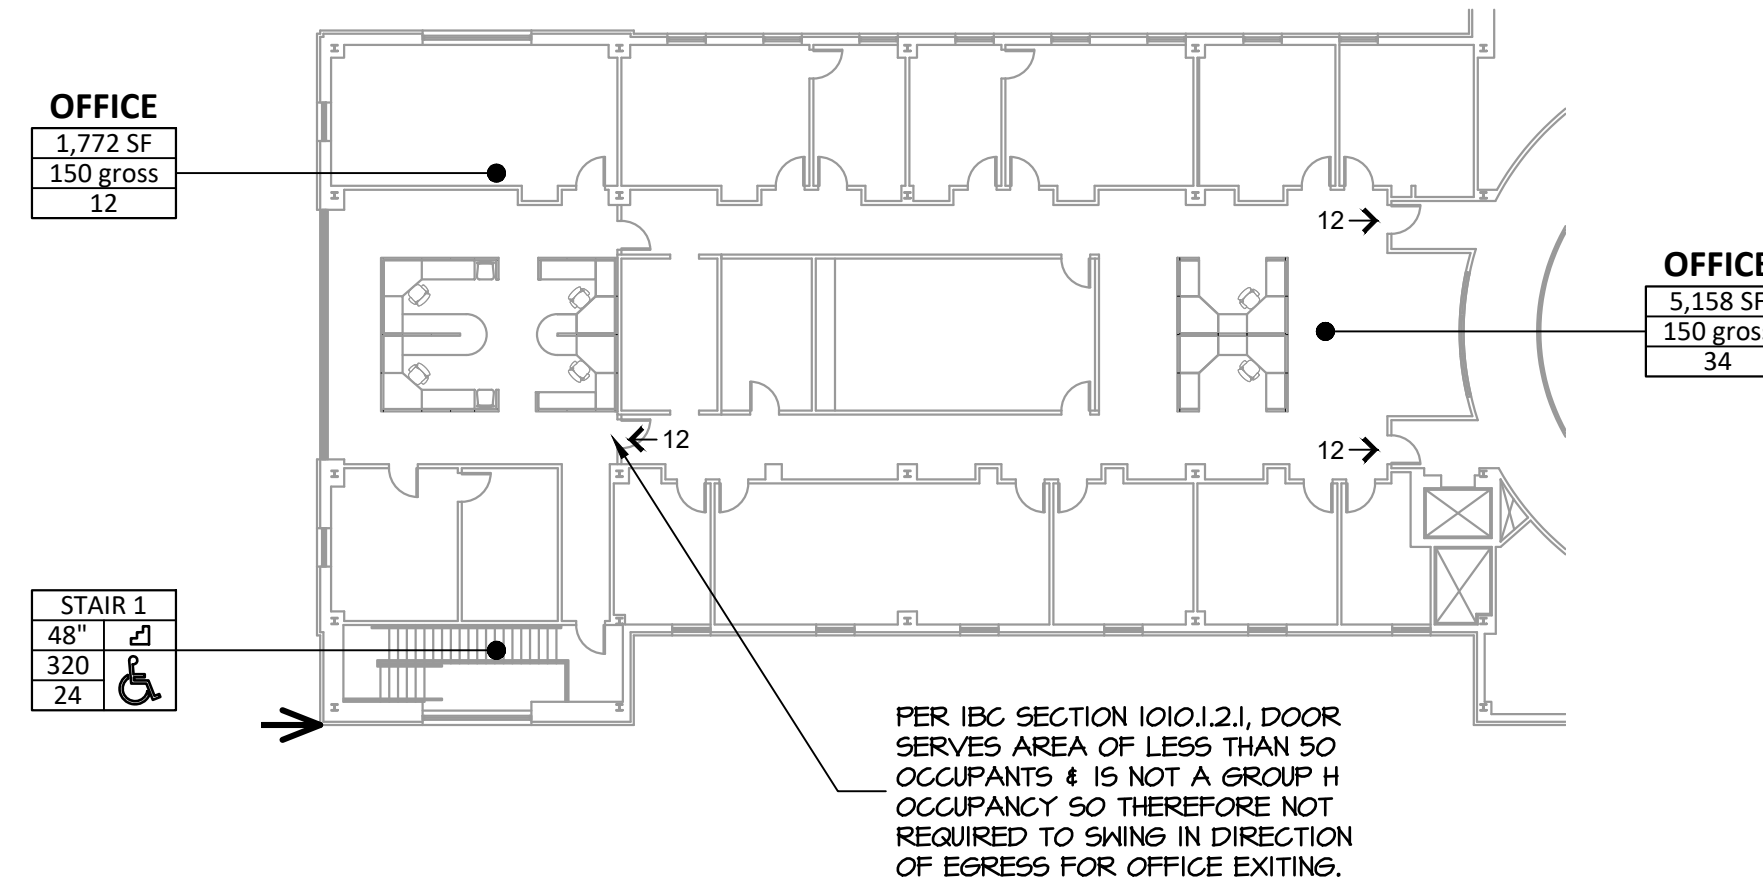 OFFICE
1,772 SF
150 gross
12
12
OFFICE
5,158 SF
150 gros
34
12
12
STAIR 1
48"
320
24
PER IBC SECTION 1010.1.2.1, DOOR
SERVES AREA OF LESS THAN 50
OCCUPANTS & IS NOT A GROUP H
OCCUPANCY SO THEREFORE NOT
REQUIRED TO SWING IN DIRECTION
OF EGRESS FOR OFFICE EXITING.